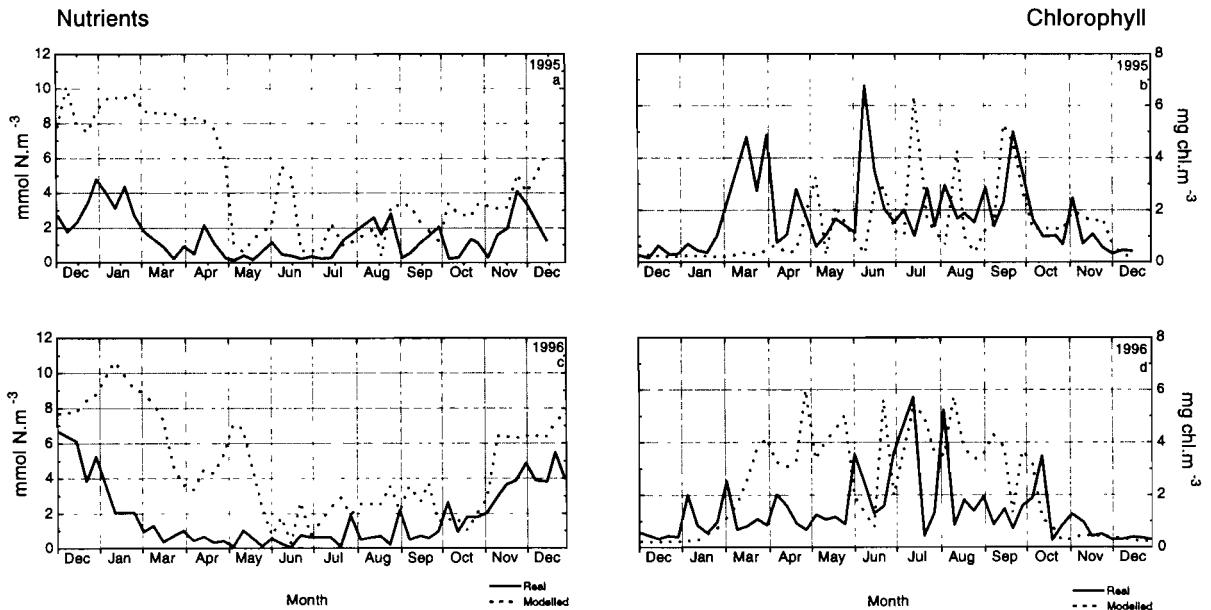 Nutrients
Chlorophyll
12
10
8
6
4
2
0
mmol N.m-3
1995
a
Dec Jan Mar Apr May Jun Jul Aug Sep Oct Nov Dec
1995
b
8
6
4
2
0
mg chl.m-3
Dec Jan Mar Apr May Jun Jul Aug Sep Oct Nov Dec
12
10
8
6
4
2
0
mmol N.m-3
1996
c
Dec Jan Mar Apr May Jun Jul Aug Sep Oct Nov Dec
Month
Real
Modelled
1996
d
8
6
4
2
0
mg chl.m-3
Dec Jan Mar Apr May Jun Jul Aug Sep Oct Nov Dec
Month
Real
Modelled